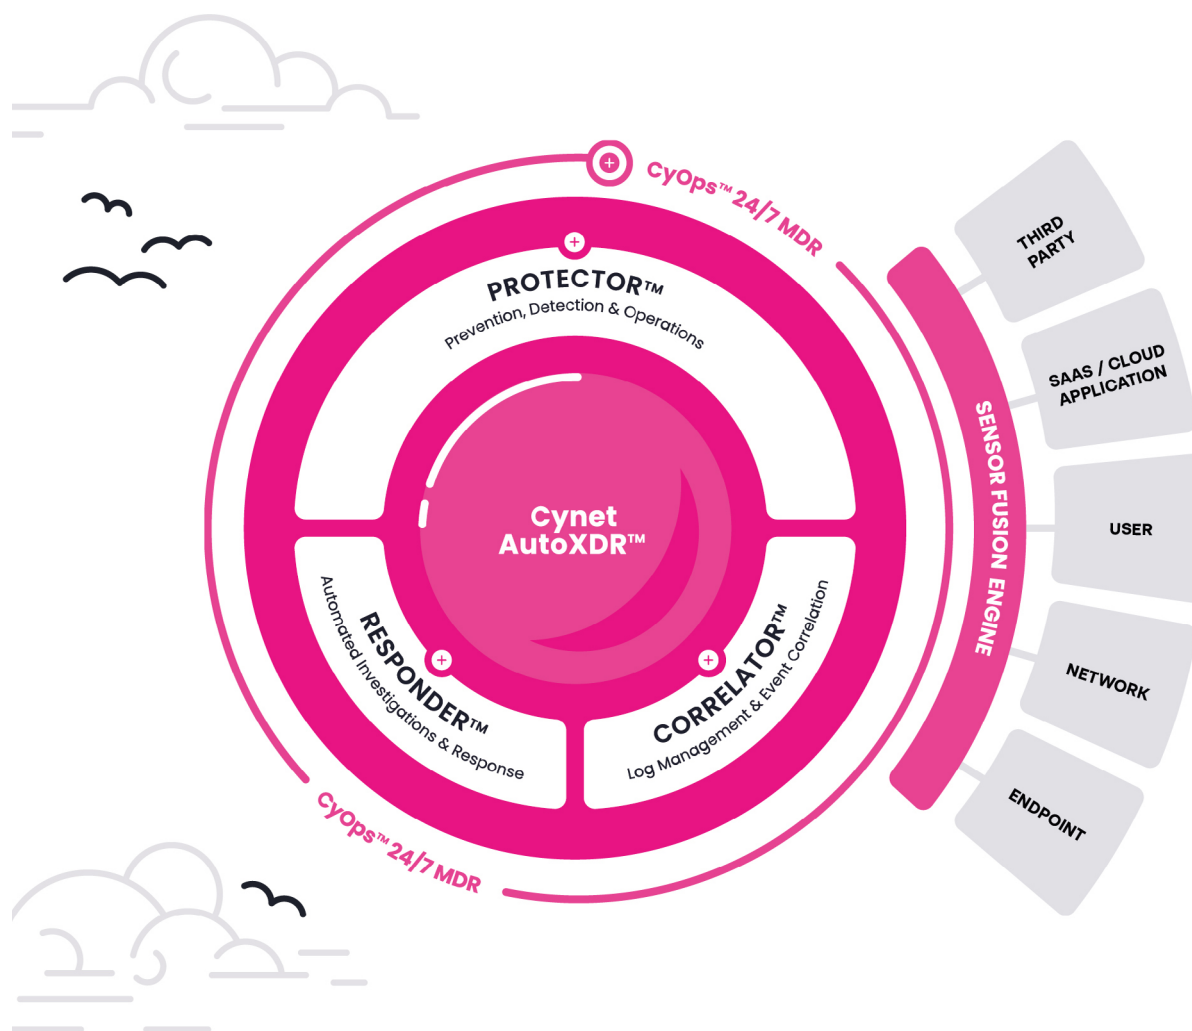 CyOps™ 24/7 MDR
PROTECTOR™
Prevention, Detection & Operations
Cynet
AutoXDR™
RESPONDER™
Automated Investigations & Response
CORRELATOR™
Log Management & Event Correlation
CyOps™ 24/7 MDR
SENSOR FUSION ENGINE
THIRD
PARTY
SAAS / CLOUD
APPLICATION
USER
NETWORK
ENDPOINT